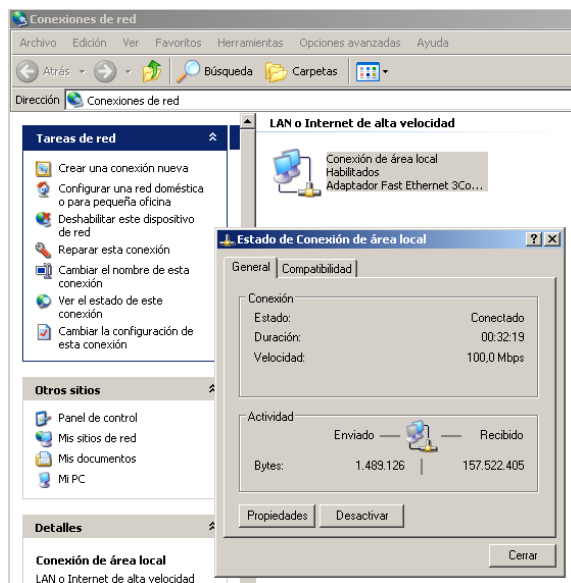 Conexiones de red
Archivo Edición Ver Favoritos Herramientas Opciones avanzadas Ayuda
Atrás Búsqueda Carpetas
Dirección Conexiones de red
Tareas de red
Crear una conexión nueva
Configurar una red doméstica
o para pequeña oficina
Deshabilitar este dispositivo
de red
Reparar esta conexión
Cambiar el nombre de esta
conexión
Ver el estado de este
conexión
Cambiar la configuración de
esta conexión
Otros sitios
Panel de control
Mis sitios de red
Mis documentos
Mi PC
Detalles
Conexión de área local
LAN o Internet de alta velocidad
LAN o Internet de alta velocidad
Conexión de área local
Habilitados
Adaptador Fast Ethernet 3Co...
Estado de Conexión de área local
General Compatibilidad
Conexión
Estado: Conectado
Duración: 00:32:19
Velocidad: 100,0 Mbps
Actividad
Enviado Recibido
Bytes: 1.489.126 157.522.405
Propiedades Desactivar
Cerrar